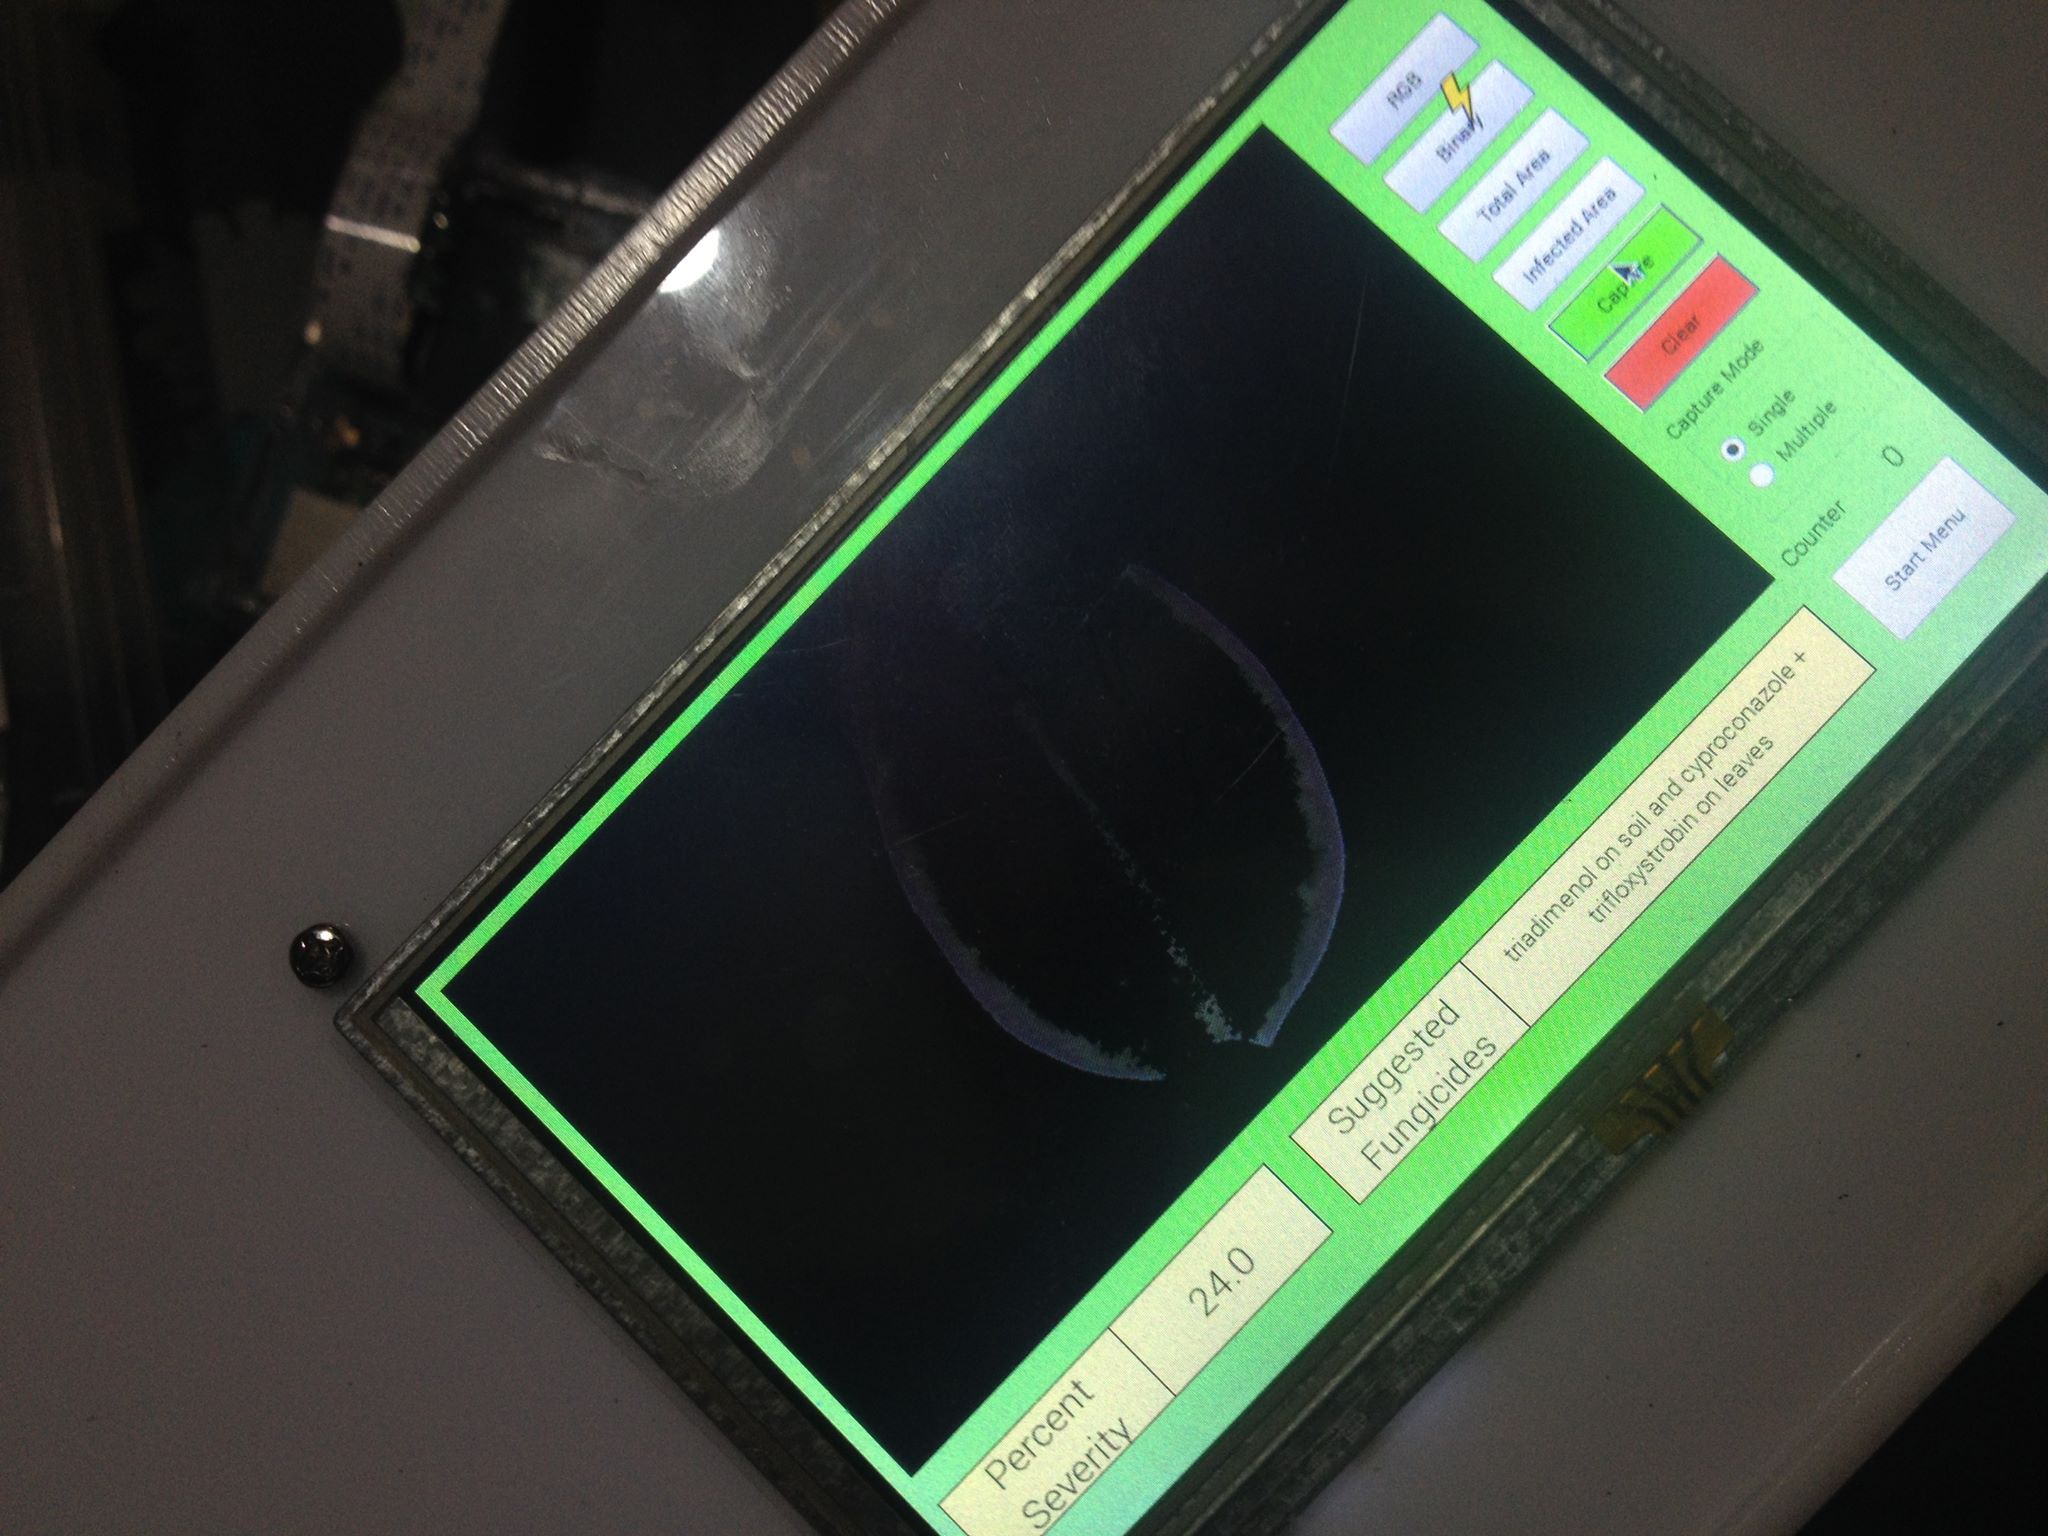 RGB
Binary
Total Area
Infected Area
Capture
Clear
Capture Mode
Single
Multiple
Counter
0
Start Menu
Percent
Severity
24.0
Suggested
Fungicides
triadimenol on soil and cyproconazole +
trifloxystrobin on leaves